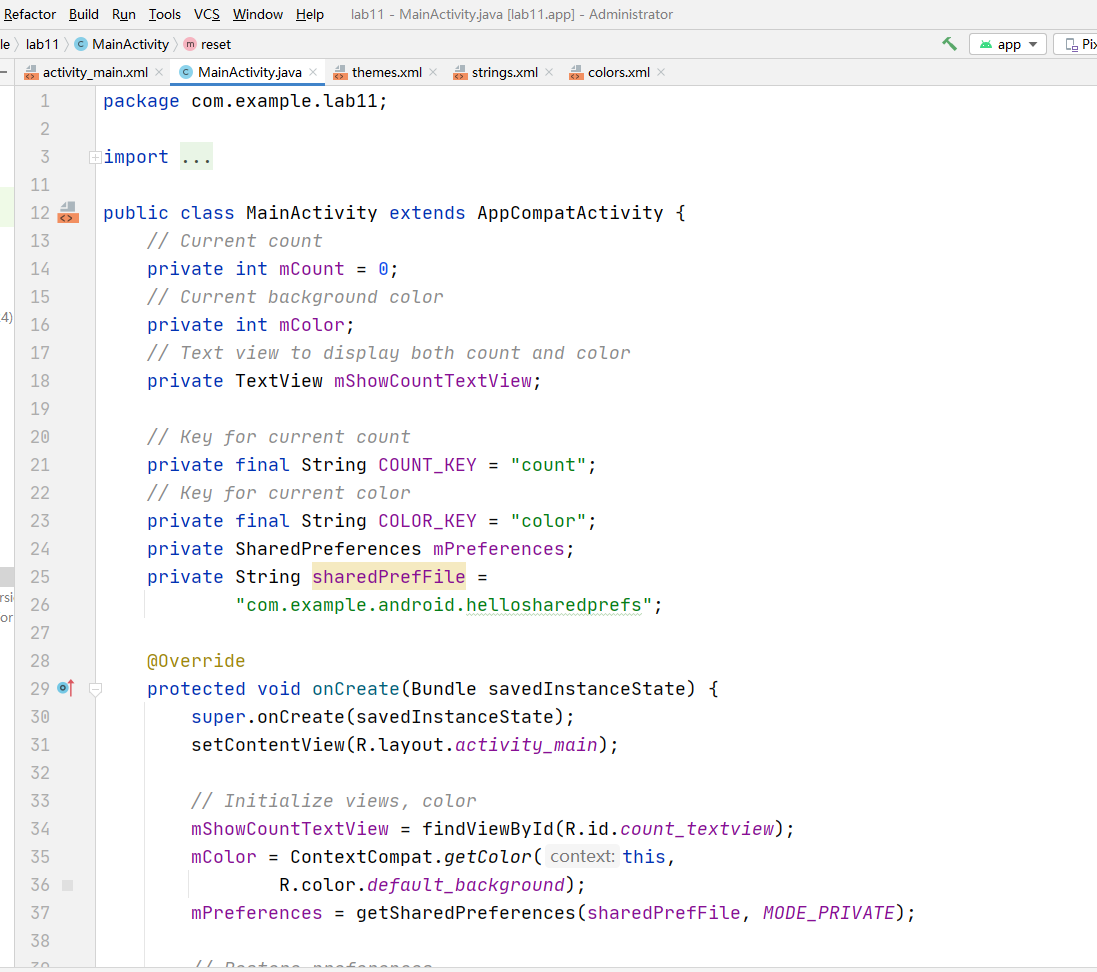 Refactor Build Run Tools VCS Window Help lab11 - MainActivity.java [lab11.app] - Administrator
le lab11 C MainActivity m reset app Pix
activity_main.xml C MainActivity.java themes.xml strings.xml colors.xml
1 package com.example.lab11;
2
3 import ...
11
12 public class MainActivity extends AppCompatActivity {
13 // Current count
14 private int mCount = 0;
15 // Current background color
4) 16 private int mColor;
17 // Text view to display both count and color
18 private TextView mShowCountTextView;
19
20 // Key for current count
21 private final String COUNT_KEY = "count";
22 // Key for current color
23 private final String COLOR_KEY = "color";
24 private SharedPreferences mPreferences;
25 private String sharedPrefFile =
rsi 26 "com.example.android.hellosharedprefs";
or
27
28 @Override
29 protected void onCreate(Bundle savedInstanceState) {
30 super.onCreate(savedInstanceState);
31 setContentView(R.layout.activity_main);
32
33 // Initialize views, color
34 mShowCountTextView = findViewById(R.id.count_textview);
35 mColor = ContextCompat.getColor( context: this,
36 R.color.default_background);
37 mPreferences = getSharedPreferences(sharedPrefFile, MODE_PRIVATE);
38
39 // Restore preferences